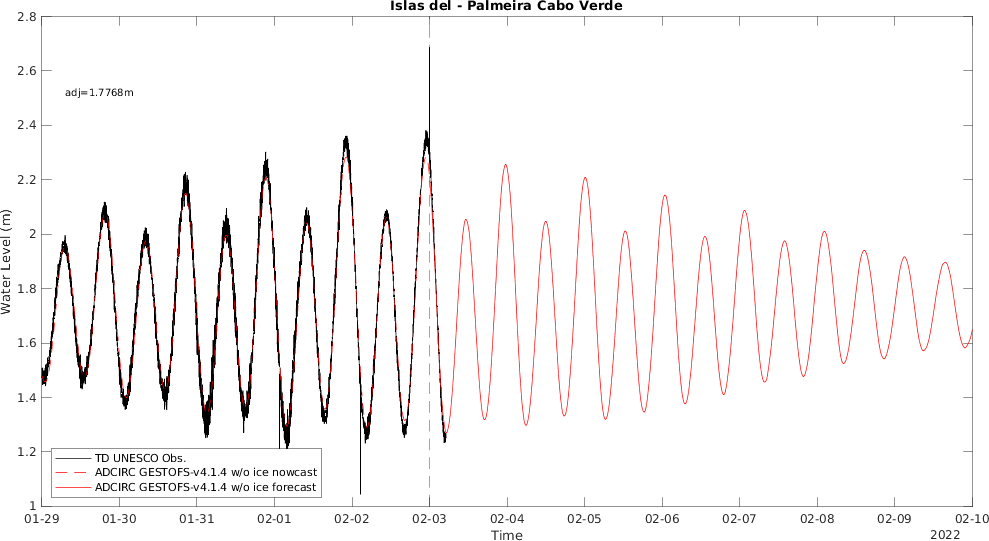 Islas del - Palmeira Cabo Verde
2.8
2.6
adj=1.7768m
2.4
2.2
2
Water Level (m)
1.8
1.6
1.4
1.2
TD UNESCO Obs.
ADCIRC GESTOFS-v4.1.4 w/o ice nowcast
ADCIRC GESTOFS-v4.1.4 w/o ice forecast
1
01-29 01-30 01-31 02-01 02-02 02-03 02-04 02-05 02-06 02-07 02-08 02-09 02-10
Time
2022